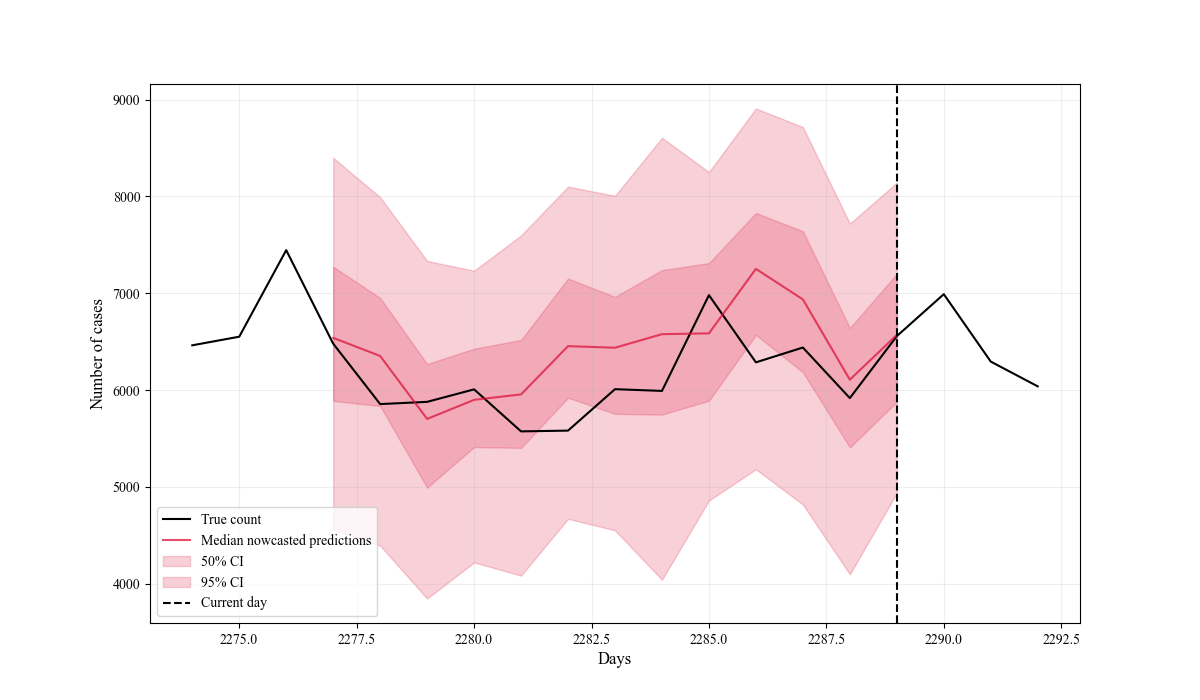 9000
8000
7000
6000
5000
4000
Number of cases
True count
Median nowcasted predictions
50% CI
95% CI
Current day
2275.0 2277.5 2280.0 2282.5 2285.0 2287.5 2290.0 2292.5
Days